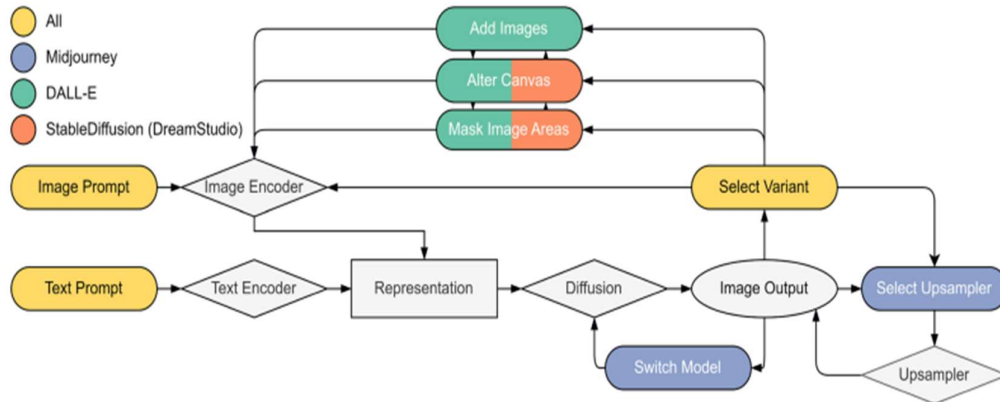 All
Midjourney
DALL-E
StableDiffusion (DreamStudio)
Add Images
Alter Canvas
Mask Image Areas
Image Prompt
Image Encoder
Select Variant
Text Prompt
Text Encoder
Representation
Diffusion
Image Output
Select Upsampler
Switch Model
Upsampler